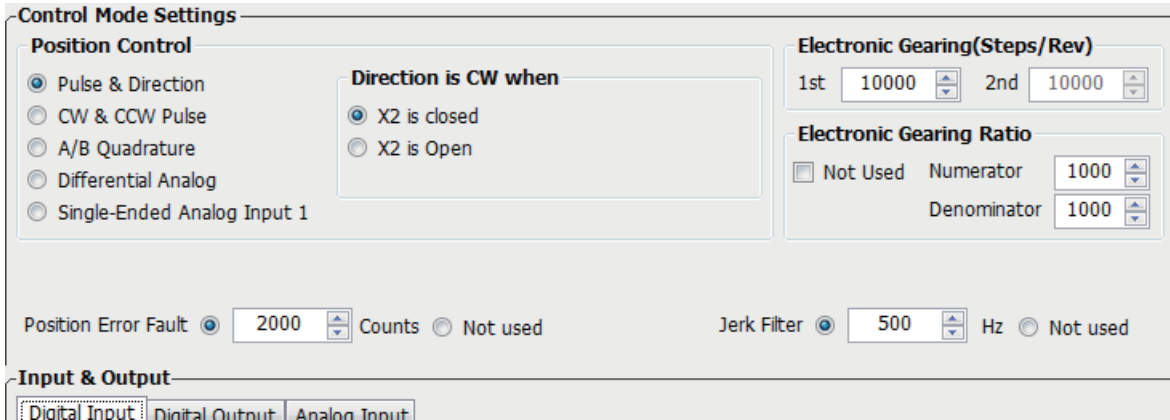 Control Mode Settings
Position Control
Pulse & Direction
CW & CCW Pulse
A/B Quadrature
Differential Analog
Single-Ended Analog Input 1
Direction is CW when
X2 is closed
X2 is Open
Electronic Gearing(Steps/Rev)
1st 10000 2nd 10000
Electronic Gearing Ratio
Not Used Numerator 1000
Denominator 1000
Position Error Fault 2000 Counts Not used
Jerk Filter 500 Hz Not used
Input & Output
Digital Input Digital Output Analog Input